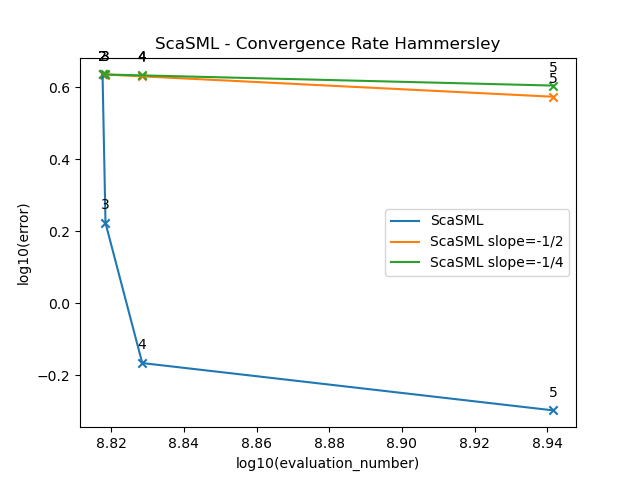 ScaSML - Convergence Rate Hammersley
2
3
4
5
5
3
4
5
0.6
0.4
0.2
0.0
−0.2
log10(error)
ScaSML
ScaSML slope=-1/2
ScaSML slope=-1/4
8.82 8.84 8.86 8.88 8.90 8.92 8.94
log10(evaluation_number)